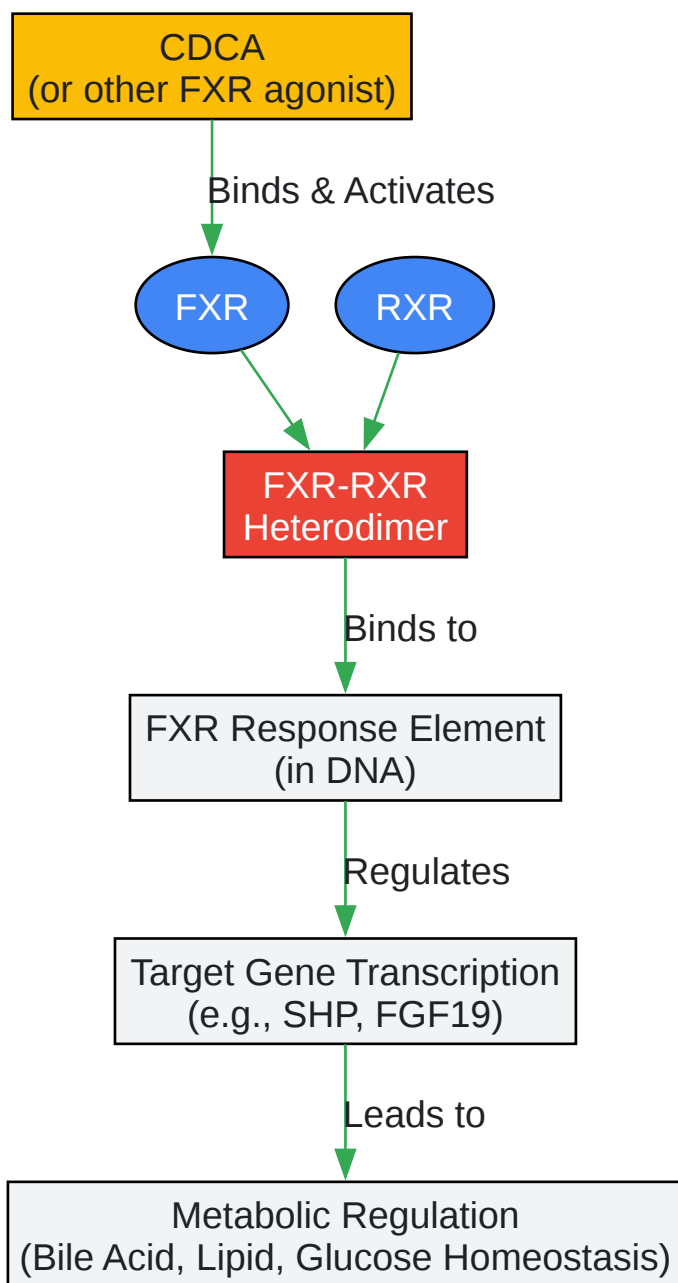 CDCA
(or other FXR agonist)
Binds & Activates
FXR
RXR
FXR-RXR
Heterodimer
Binds to
FXR Response Element
(in DNA)
Regulates
Target Gene Transcription
(e.g., SHP, FGF19)
Leads to
Metabolic Regulation
(Bile Acid, Lipid, Glucose Homeostasis)